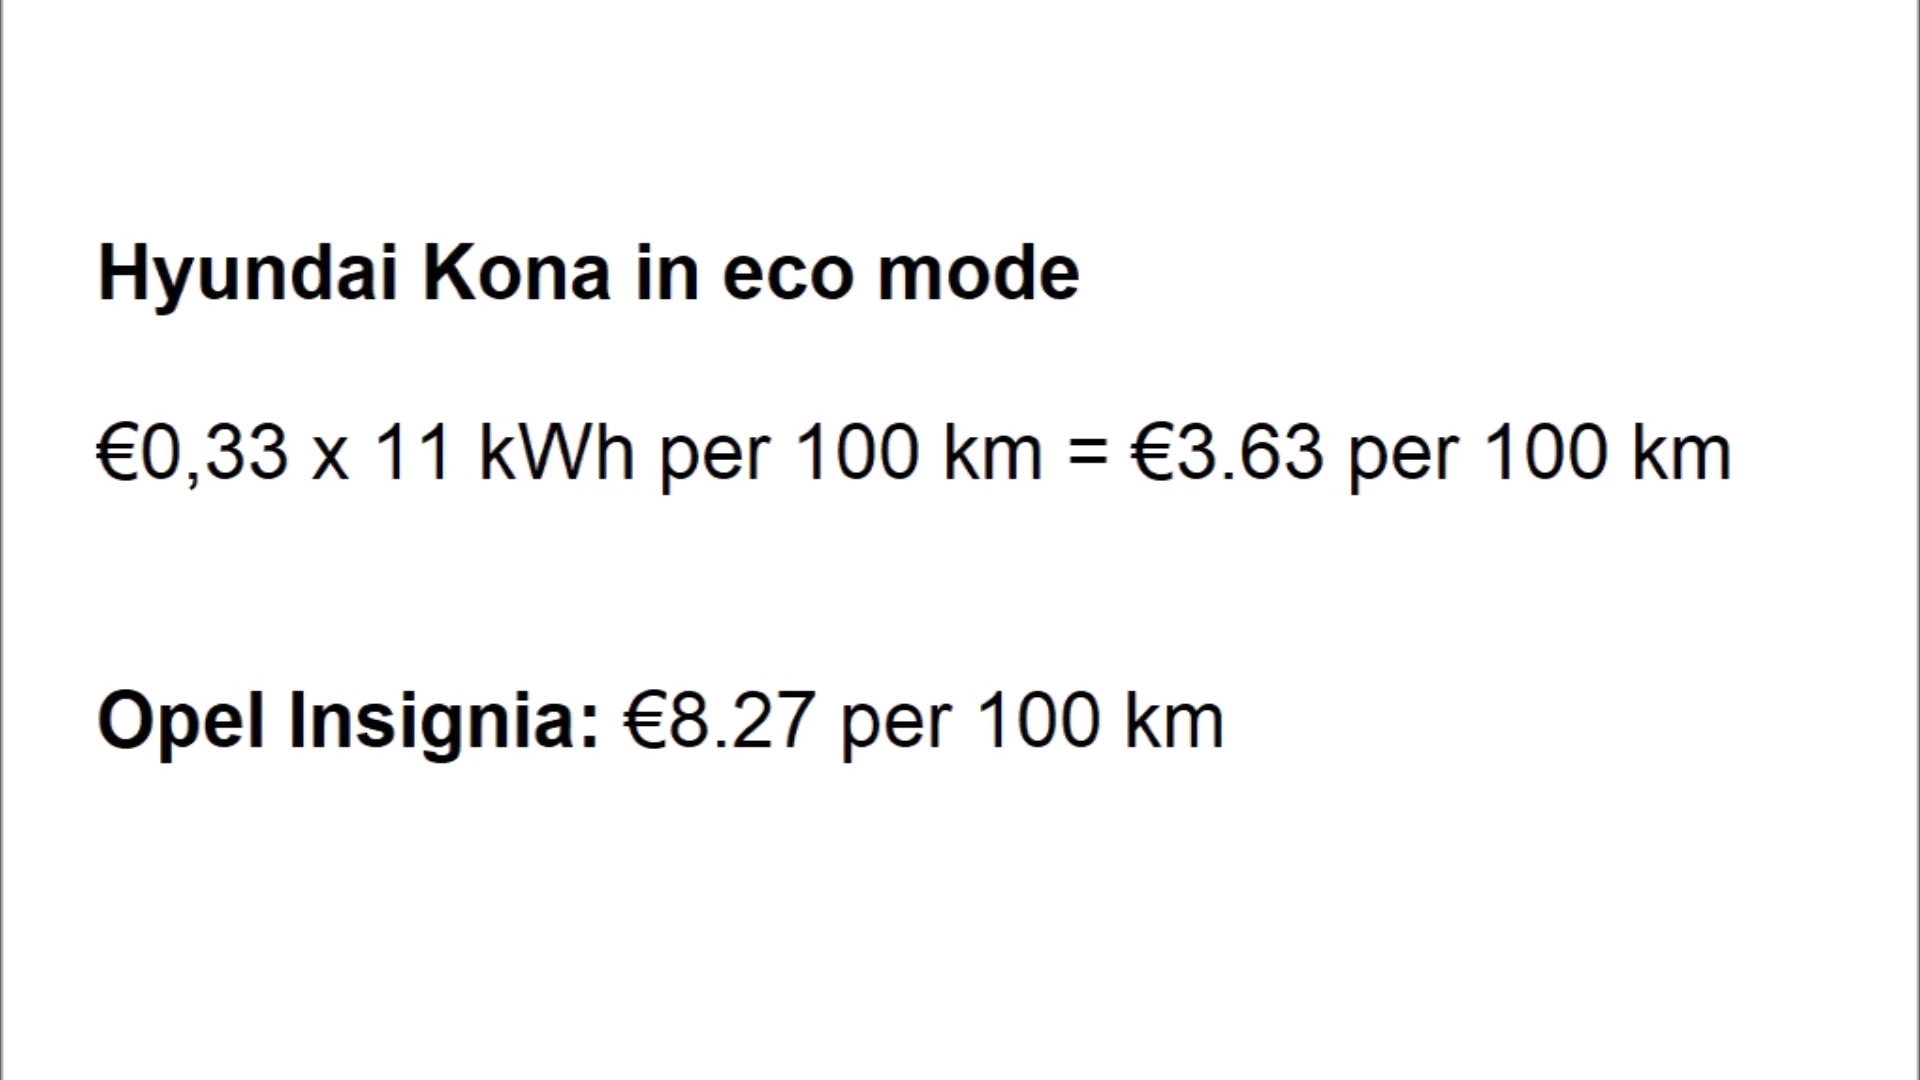 Hyundai Kona in eco mode
€0,33 x 11 kWh per 100 km = €3.63 per 100 km
Opel Insignia: €8.27 per 100 km